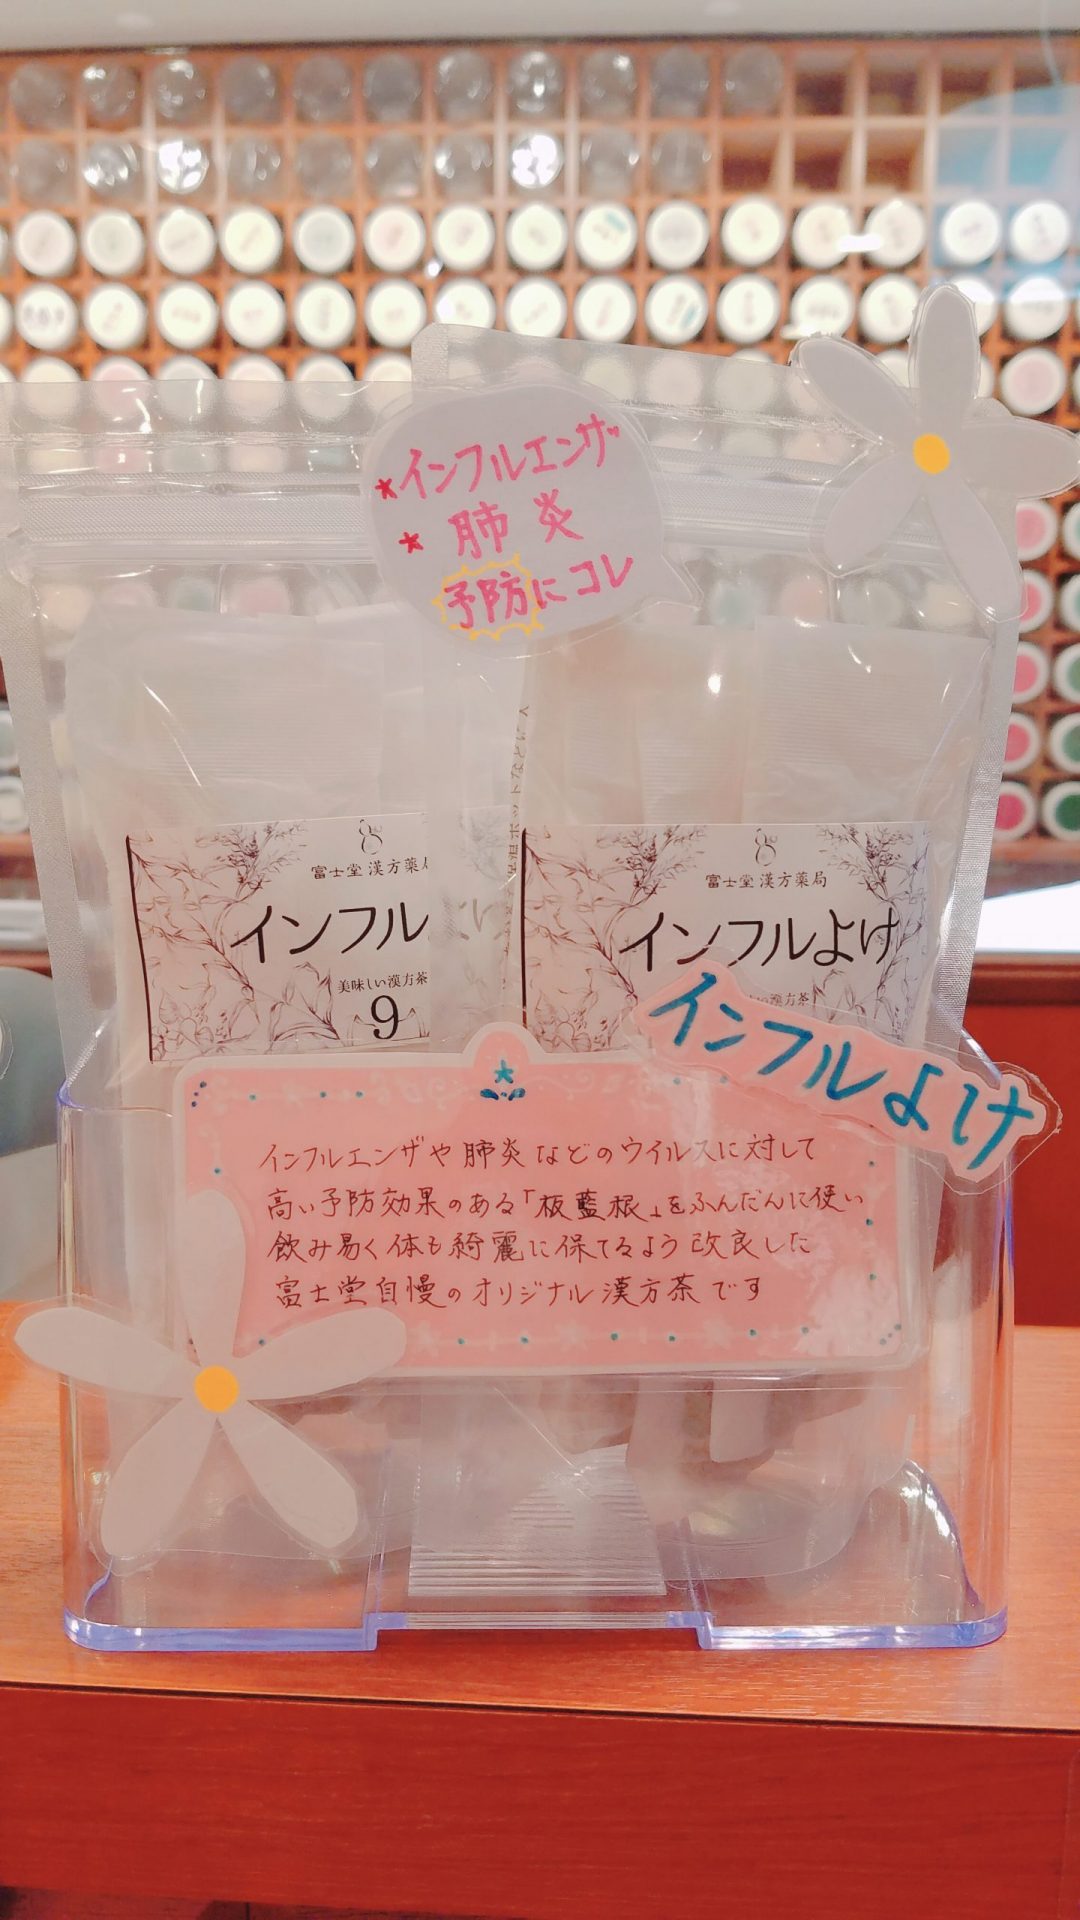 ★インフルエンザ
★肺炎
予防にコレ
富士堂漢方薬局
インフル
美味しい漢方茶
9
富士堂漢方薬局
インフルよけ
漢方茶
インフルよけ
インフルエンザや肺炎などのウイルスに対して
高い予防効果のある「板藍根」をふんだんに使い
飲み易く体も綺麗に保てるよう改良した
富士堂自慢のオリジナル漢方茶です